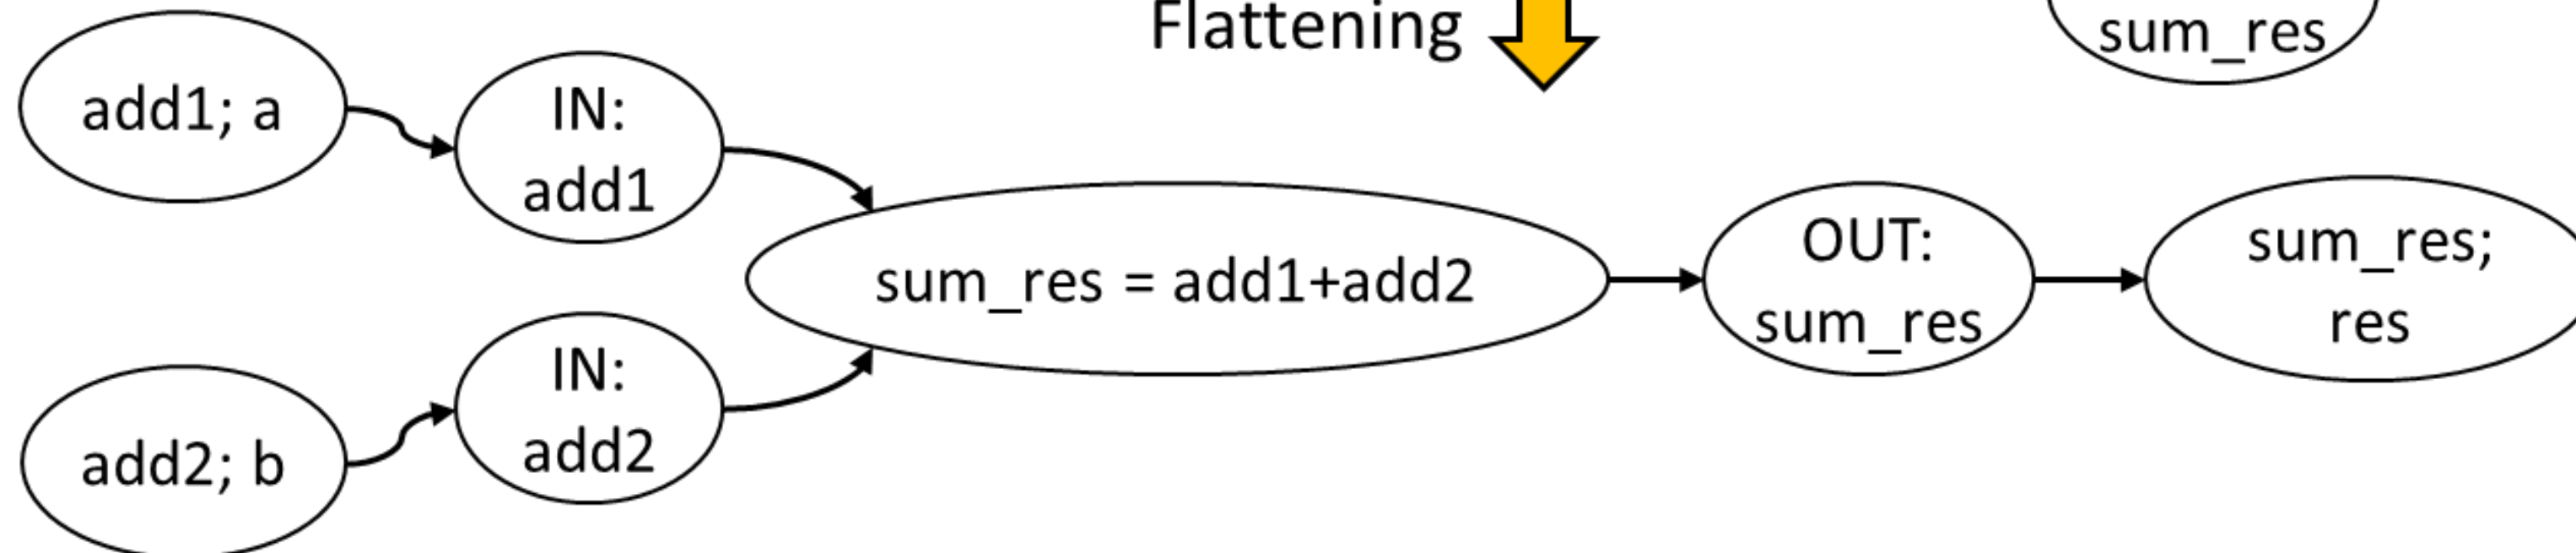 Flattening
sum_res
add1; a
IN:
add1
sum_res = add1+add2
OUT:
sum_res
sum_res;
res
add2; b
IN:
add2